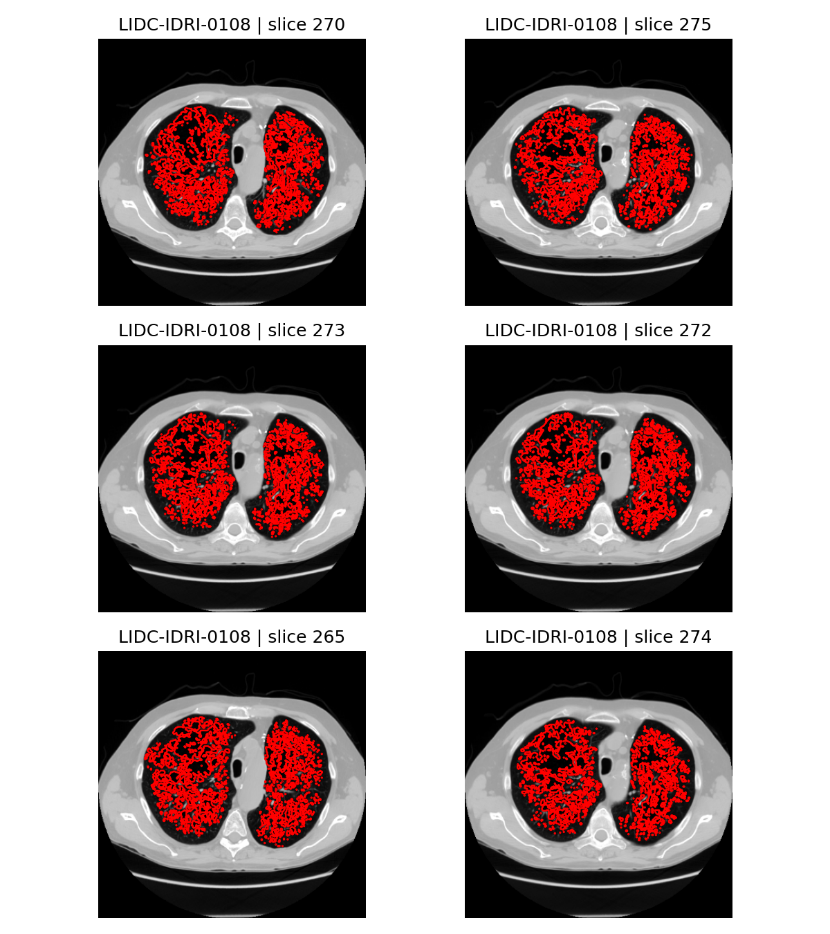 LIDC-IDRI-0108 | slice 270
LIDC-IDRI-0108 | slice 275
LIDC-IDRI-0108 | slice 273
LIDC-IDRI-0108 | slice 272
LIDC-IDRI-0108 | slice 265
LIDC-IDRI-0108 | slice 274